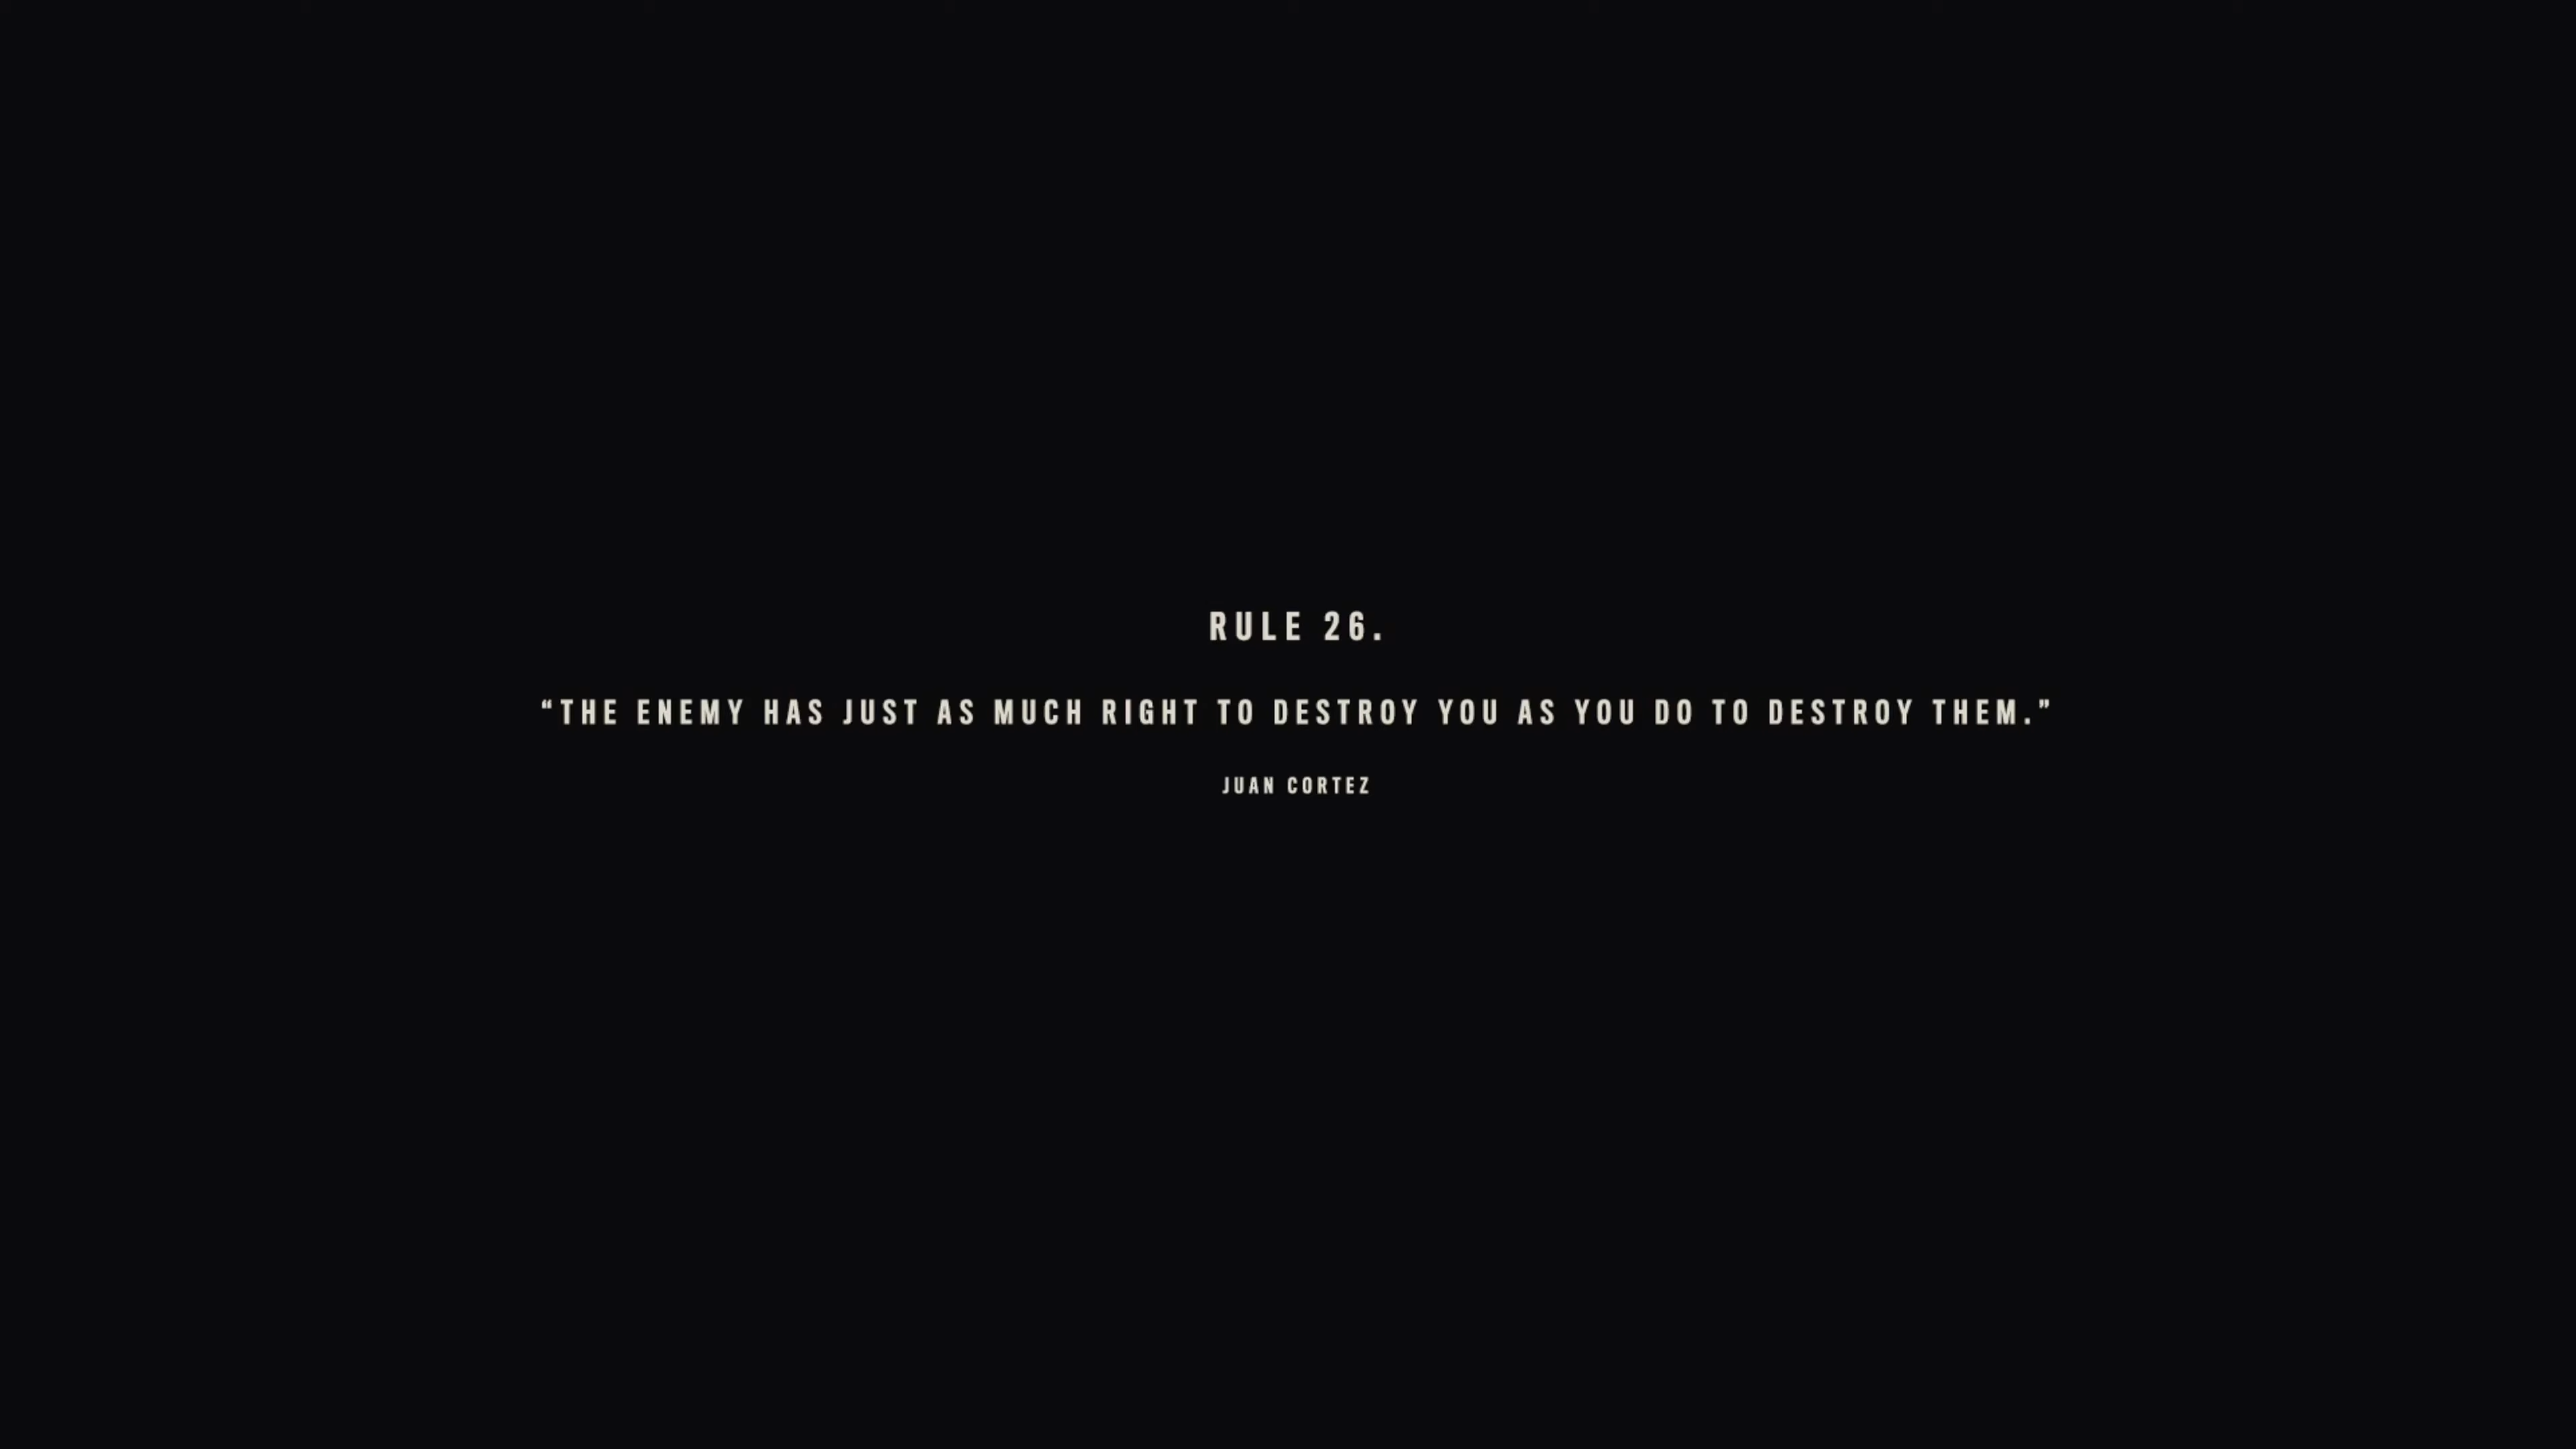 RULE 26.
“THE ENEMY HAS JUST AS MUCH RIGHT TO DESTROY YOU AS YOU DO TO DESTROY THEM.”
JUAN CORTEZ